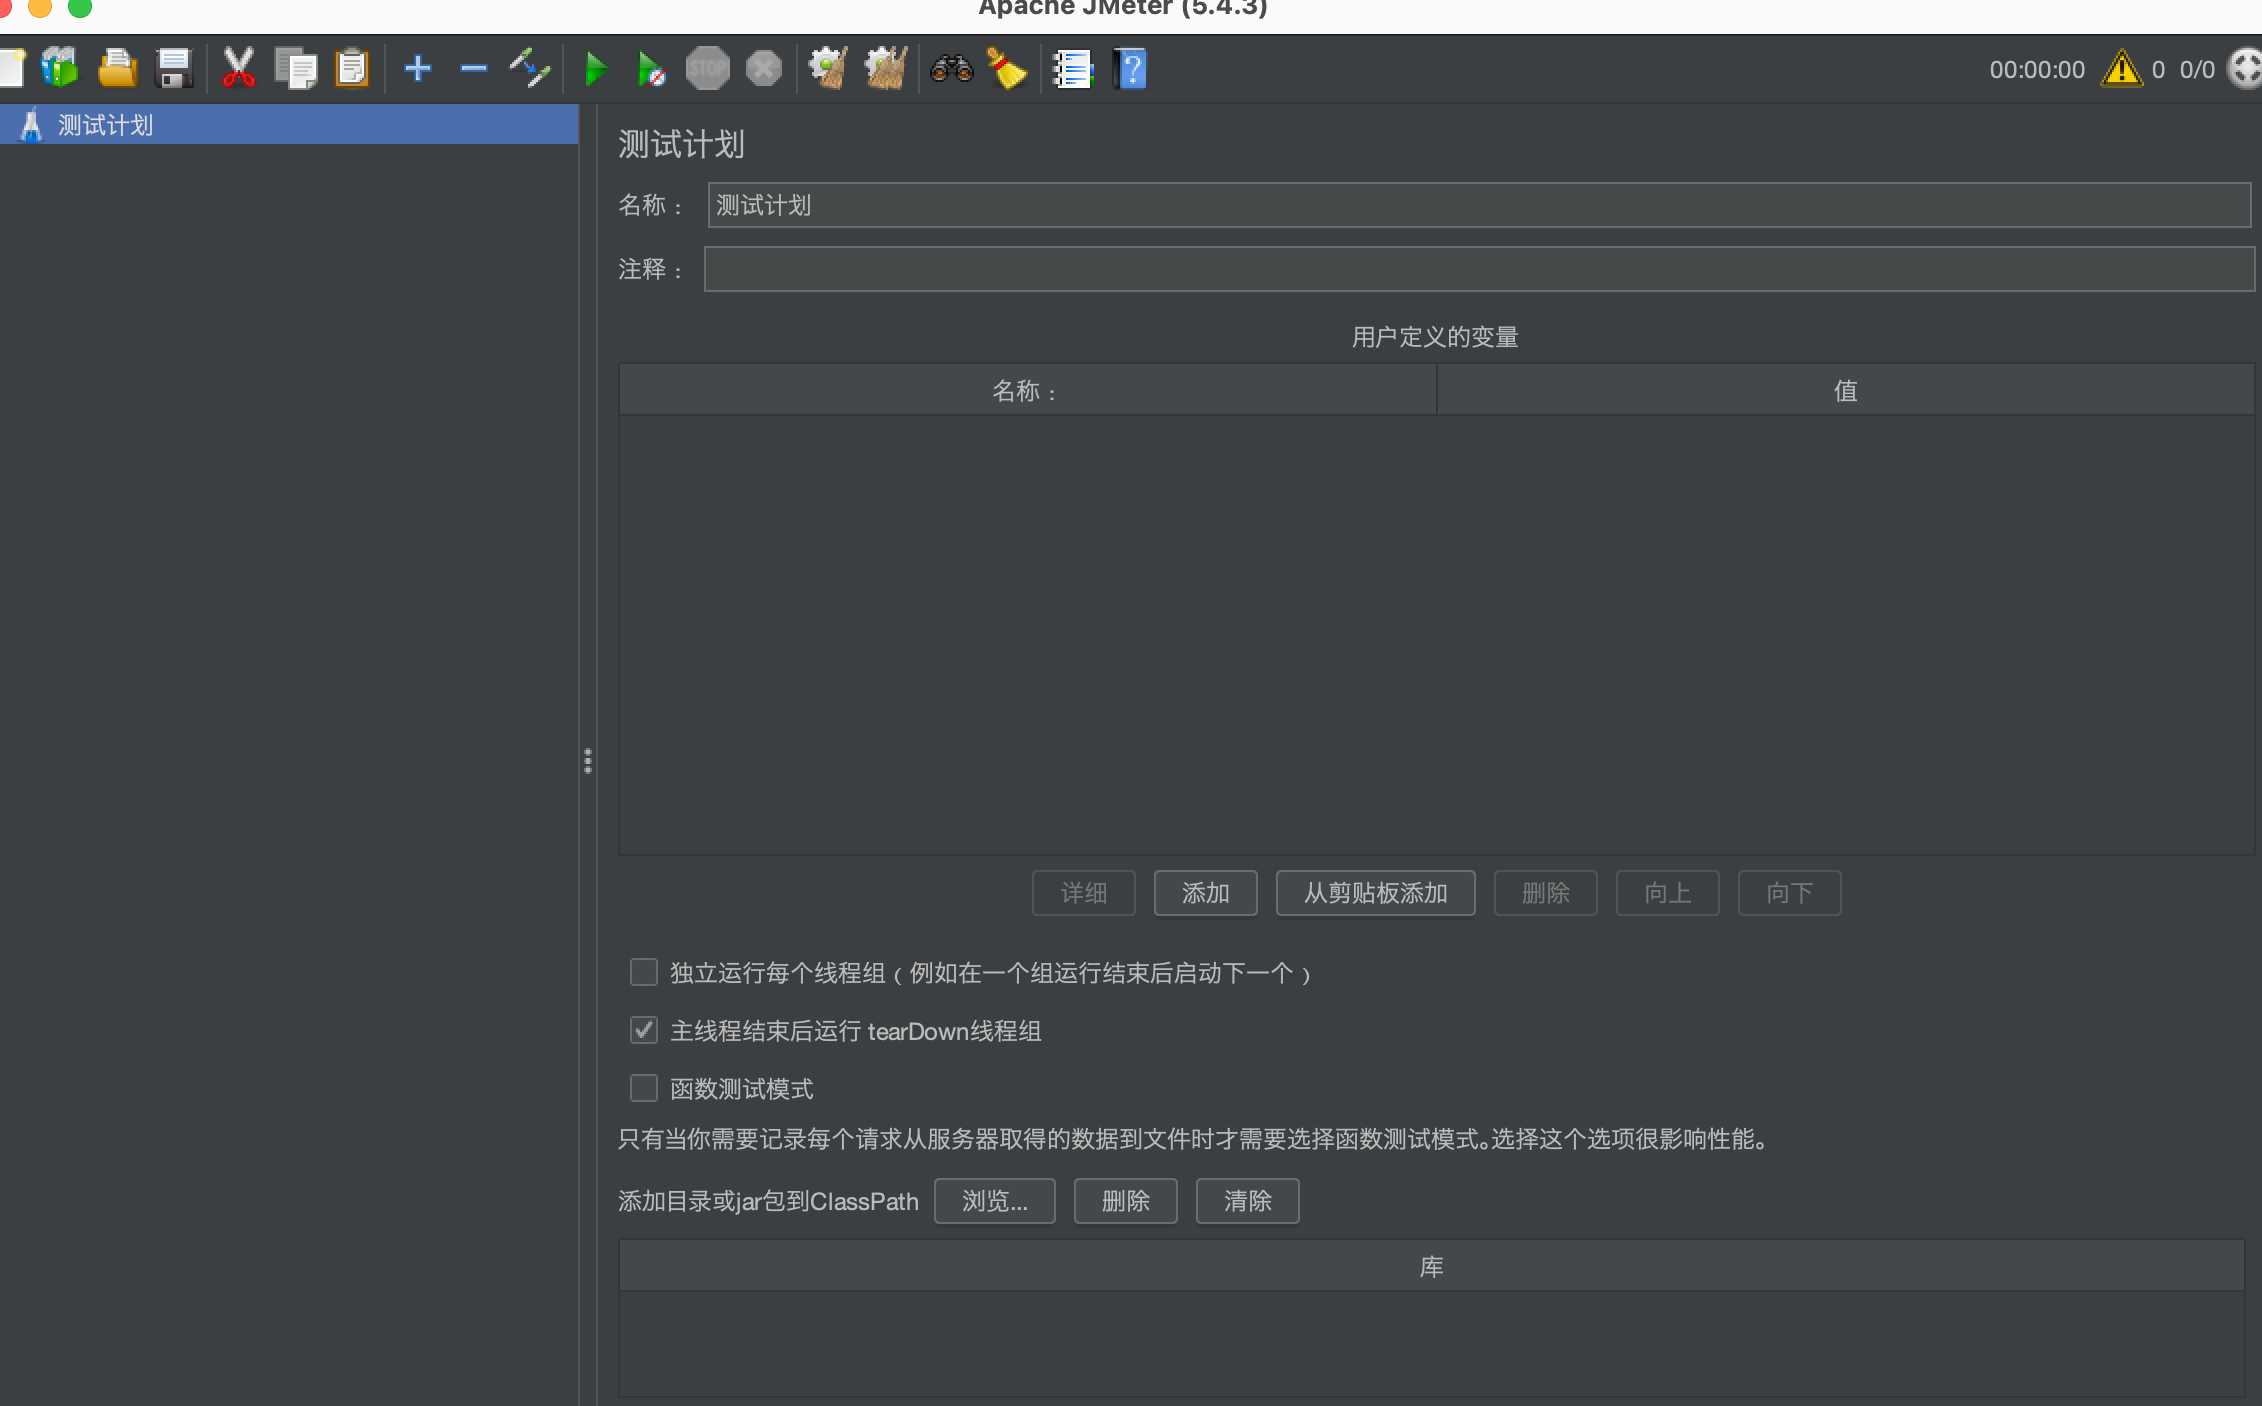 Apache JMeter (5.4.3)
STOP
00:00:00 0 0/0
测试计划
测试计划
名称： 测试计划
注释：
用户定义的变量
名称： 值
详细 添加 从剪贴板添加 删除 向上 向下
独立运行每个线程组（例如在一个组运行结束后启动下一个）
主线程结束后运行 tearDown线程组
函数测试模式
只有当你需要记录每个请求从服务器取得的数据到文件时才需要选择函数测试模式。选择这个选项很影响性能。
添加目录或jar包到ClassPath 浏览... 删除 清除
库